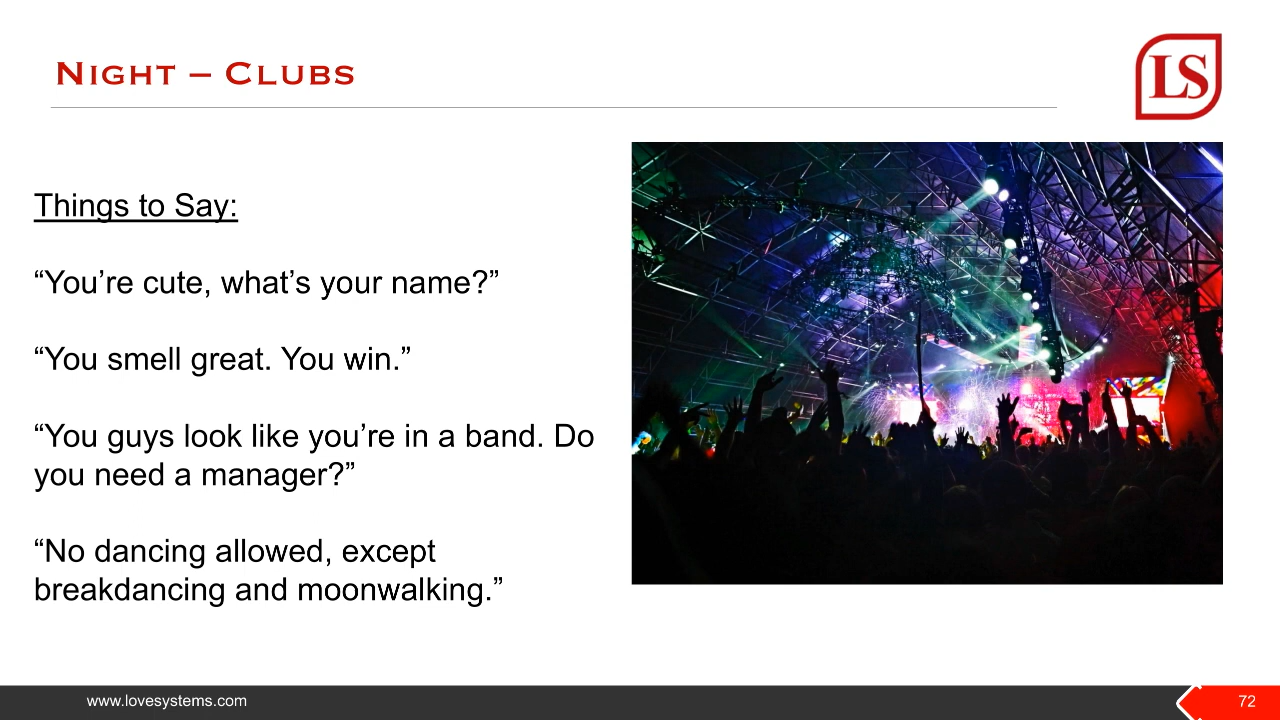 Night – Clubs
LS
Things to Say:
“You’re cute, what’s your name?”
“You smell great. You win.”
“You guys look like you’re in a band. Do
you need a manager?”
“No dancing allowed, except
breakdancing and moonwalking.”
www.lovesystems.com
72